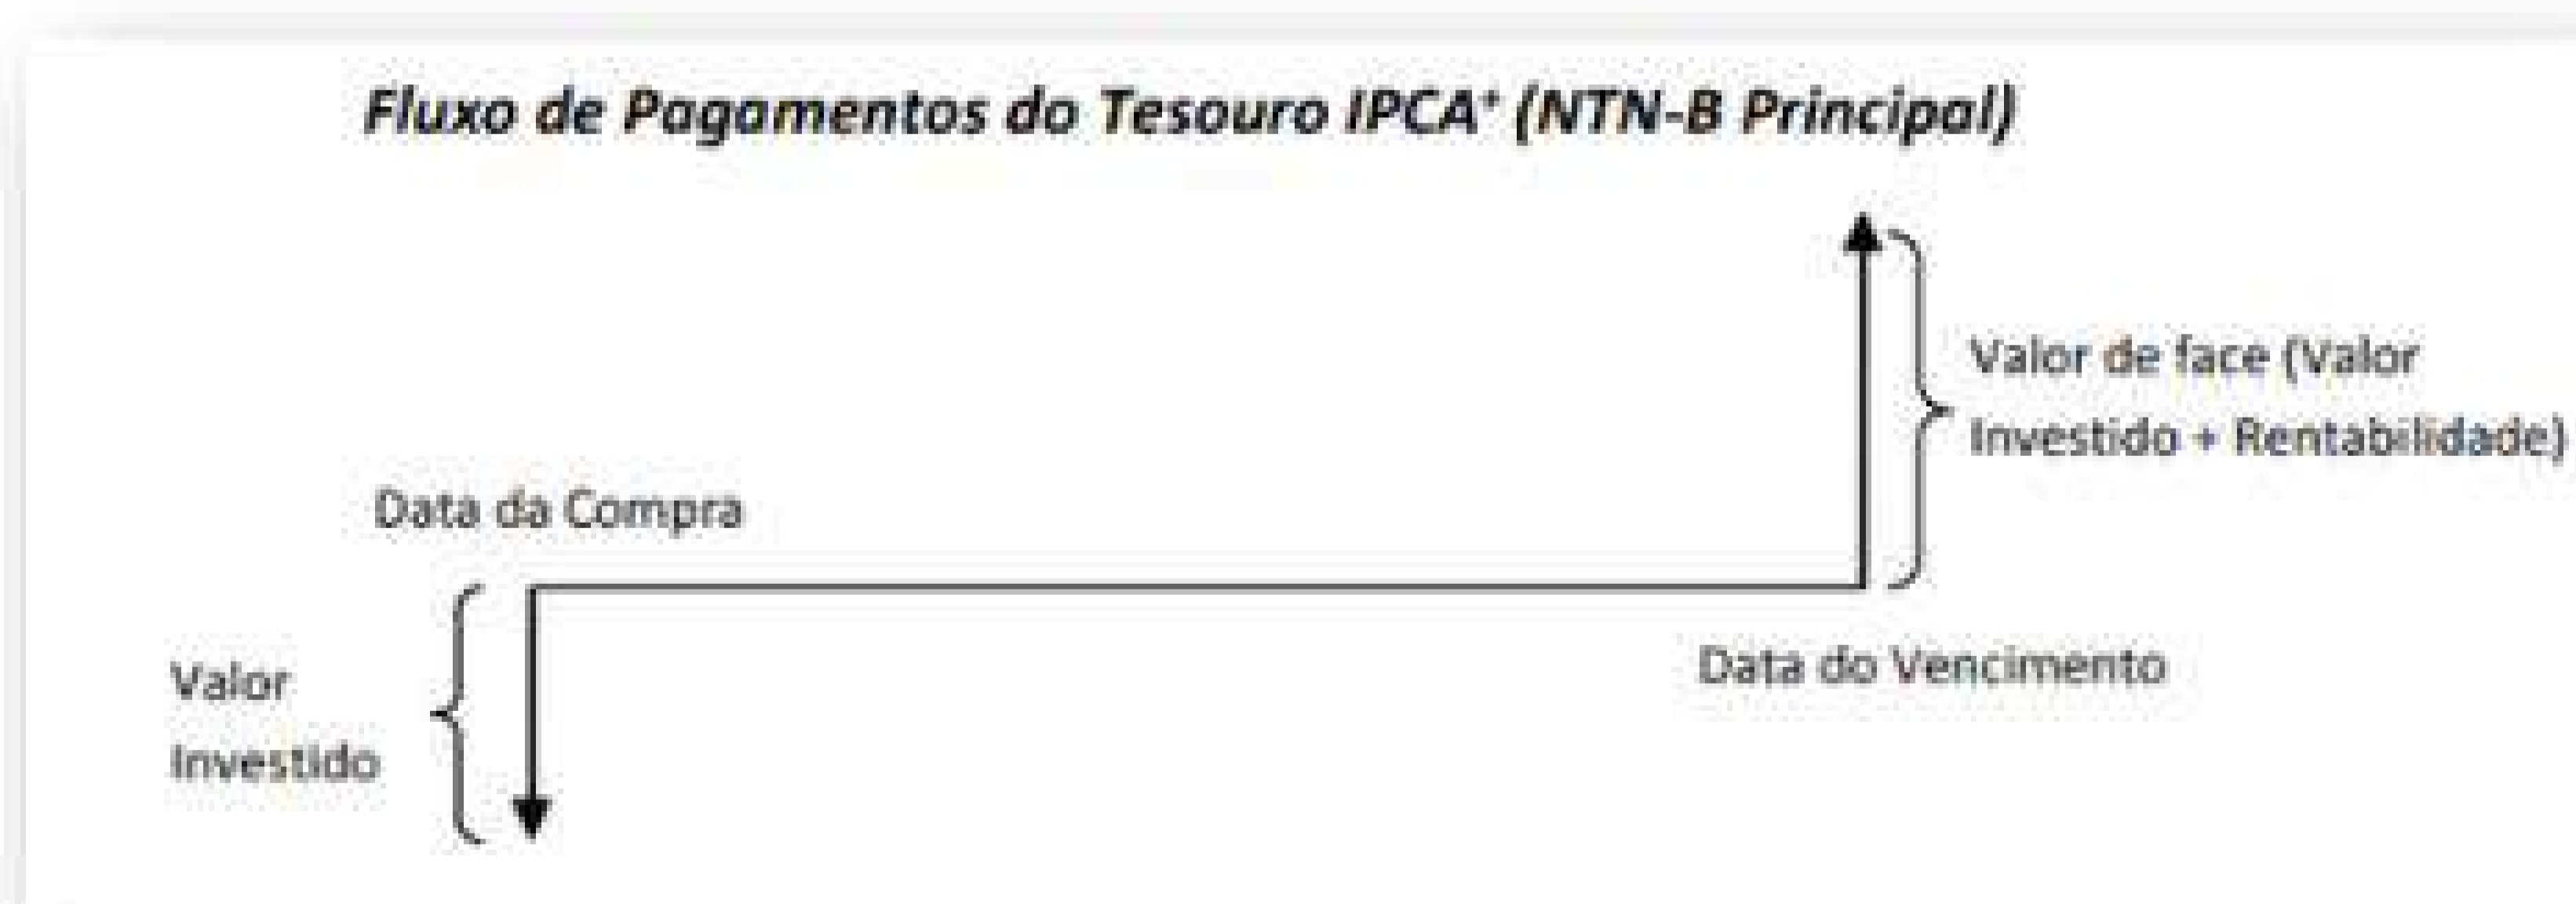 Fluxo de Pagamentos do Tesouro IPCA+ (NTN-B Principal)
Valor de face (Valor
Investido + Rentabilidade)
Data da Compra
Data do Vencimento
Valor
Investido